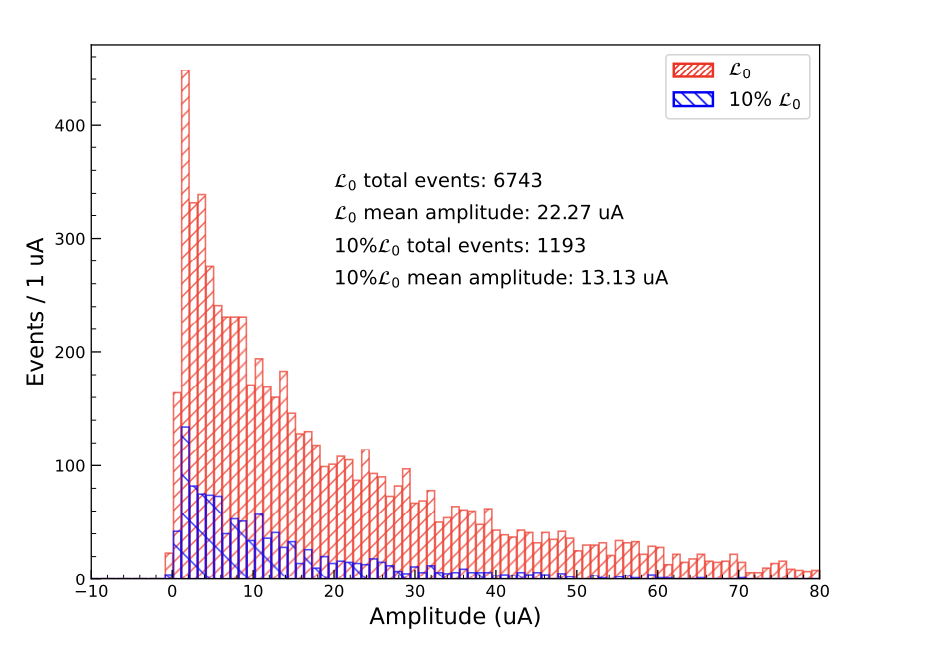 ℒ₀
10% ℒ₀
ℒ₀ total events: 6743
ℒ₀ mean amplitude: 22.27 uA
10%ℒ₀ total events: 1193
10%ℒ₀ mean amplitude: 13.13 uA
Events / 1 uA
400
300
200
100
0
−10 0 10 20 30 40 50 60 70 80
Amplitude (uA)